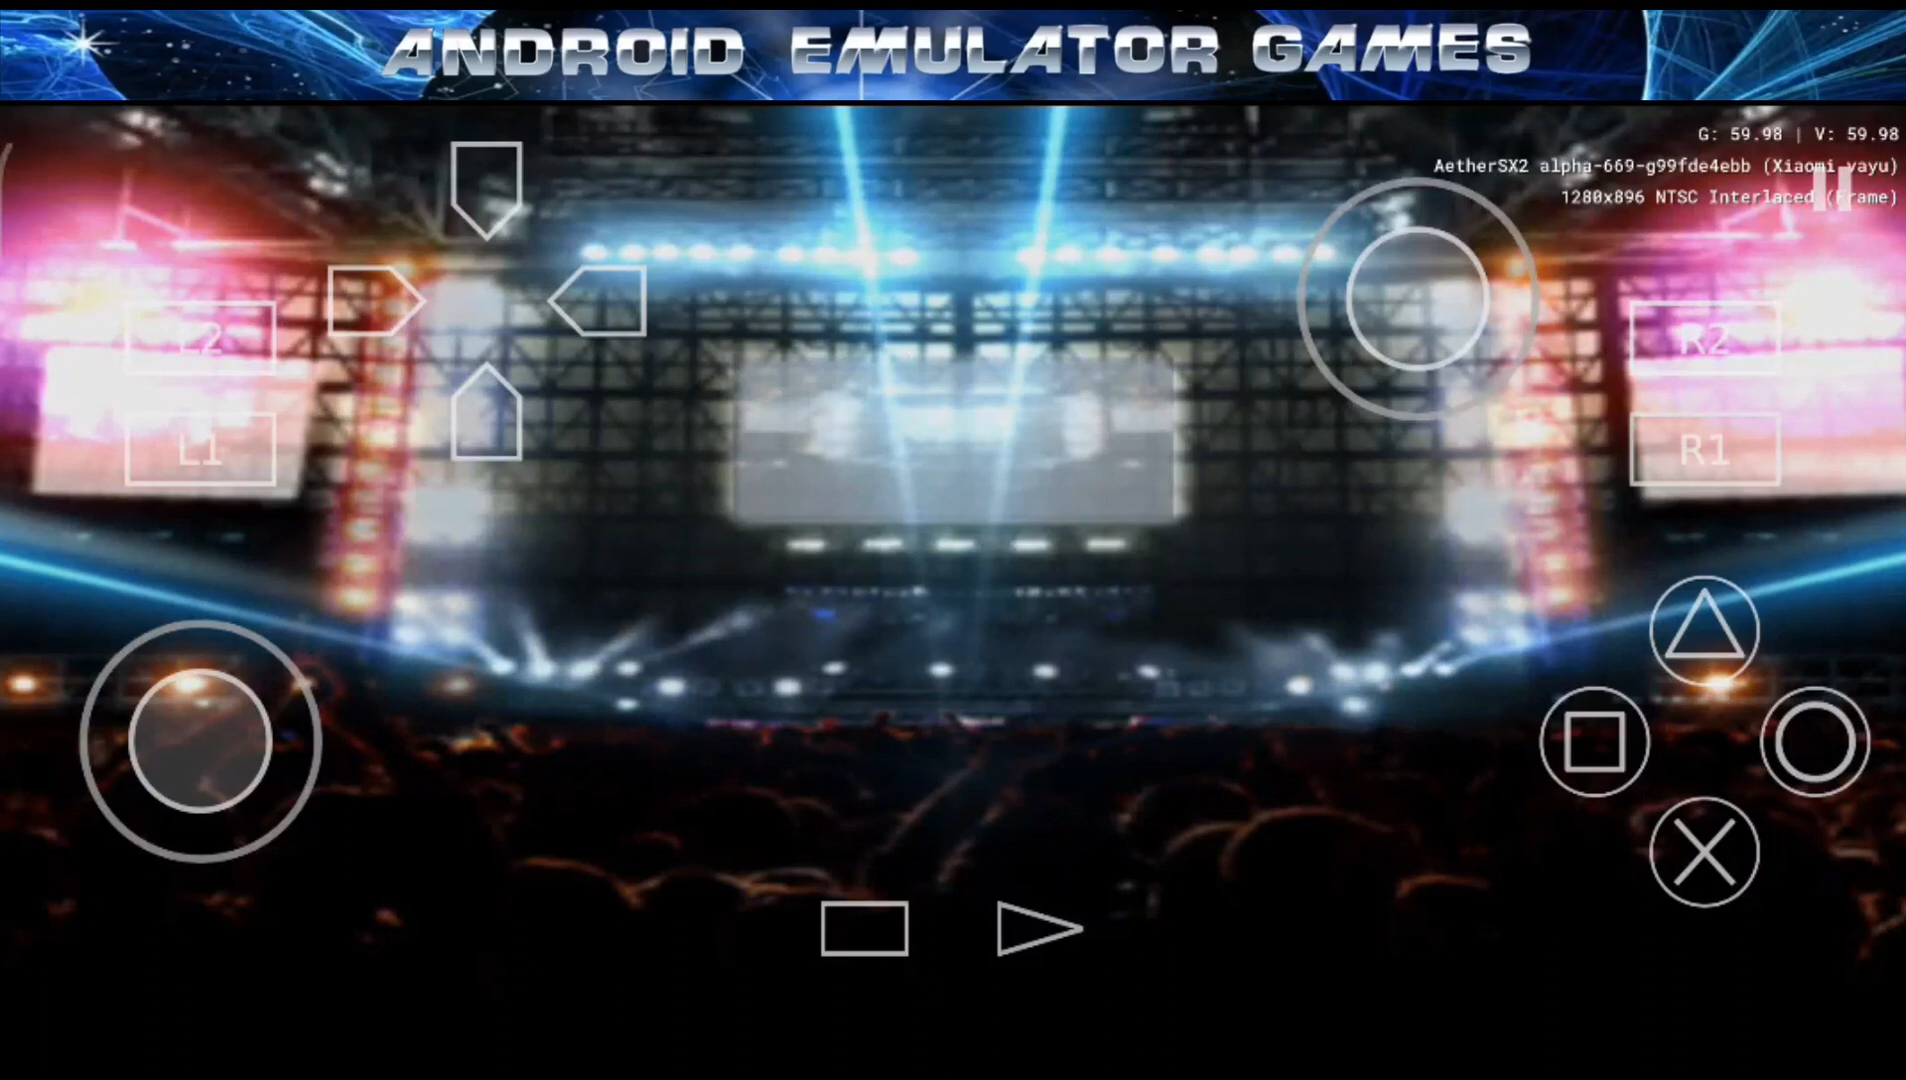 ANDROID EMULATOR GAMES
G: 59.98 | V: 59.98
AetherSX2 alpha-669-g99fde4ebb (Xiaomi vayu)
1280x896 NTSC Interlaced (Frame)
L2
R2
L1
R1